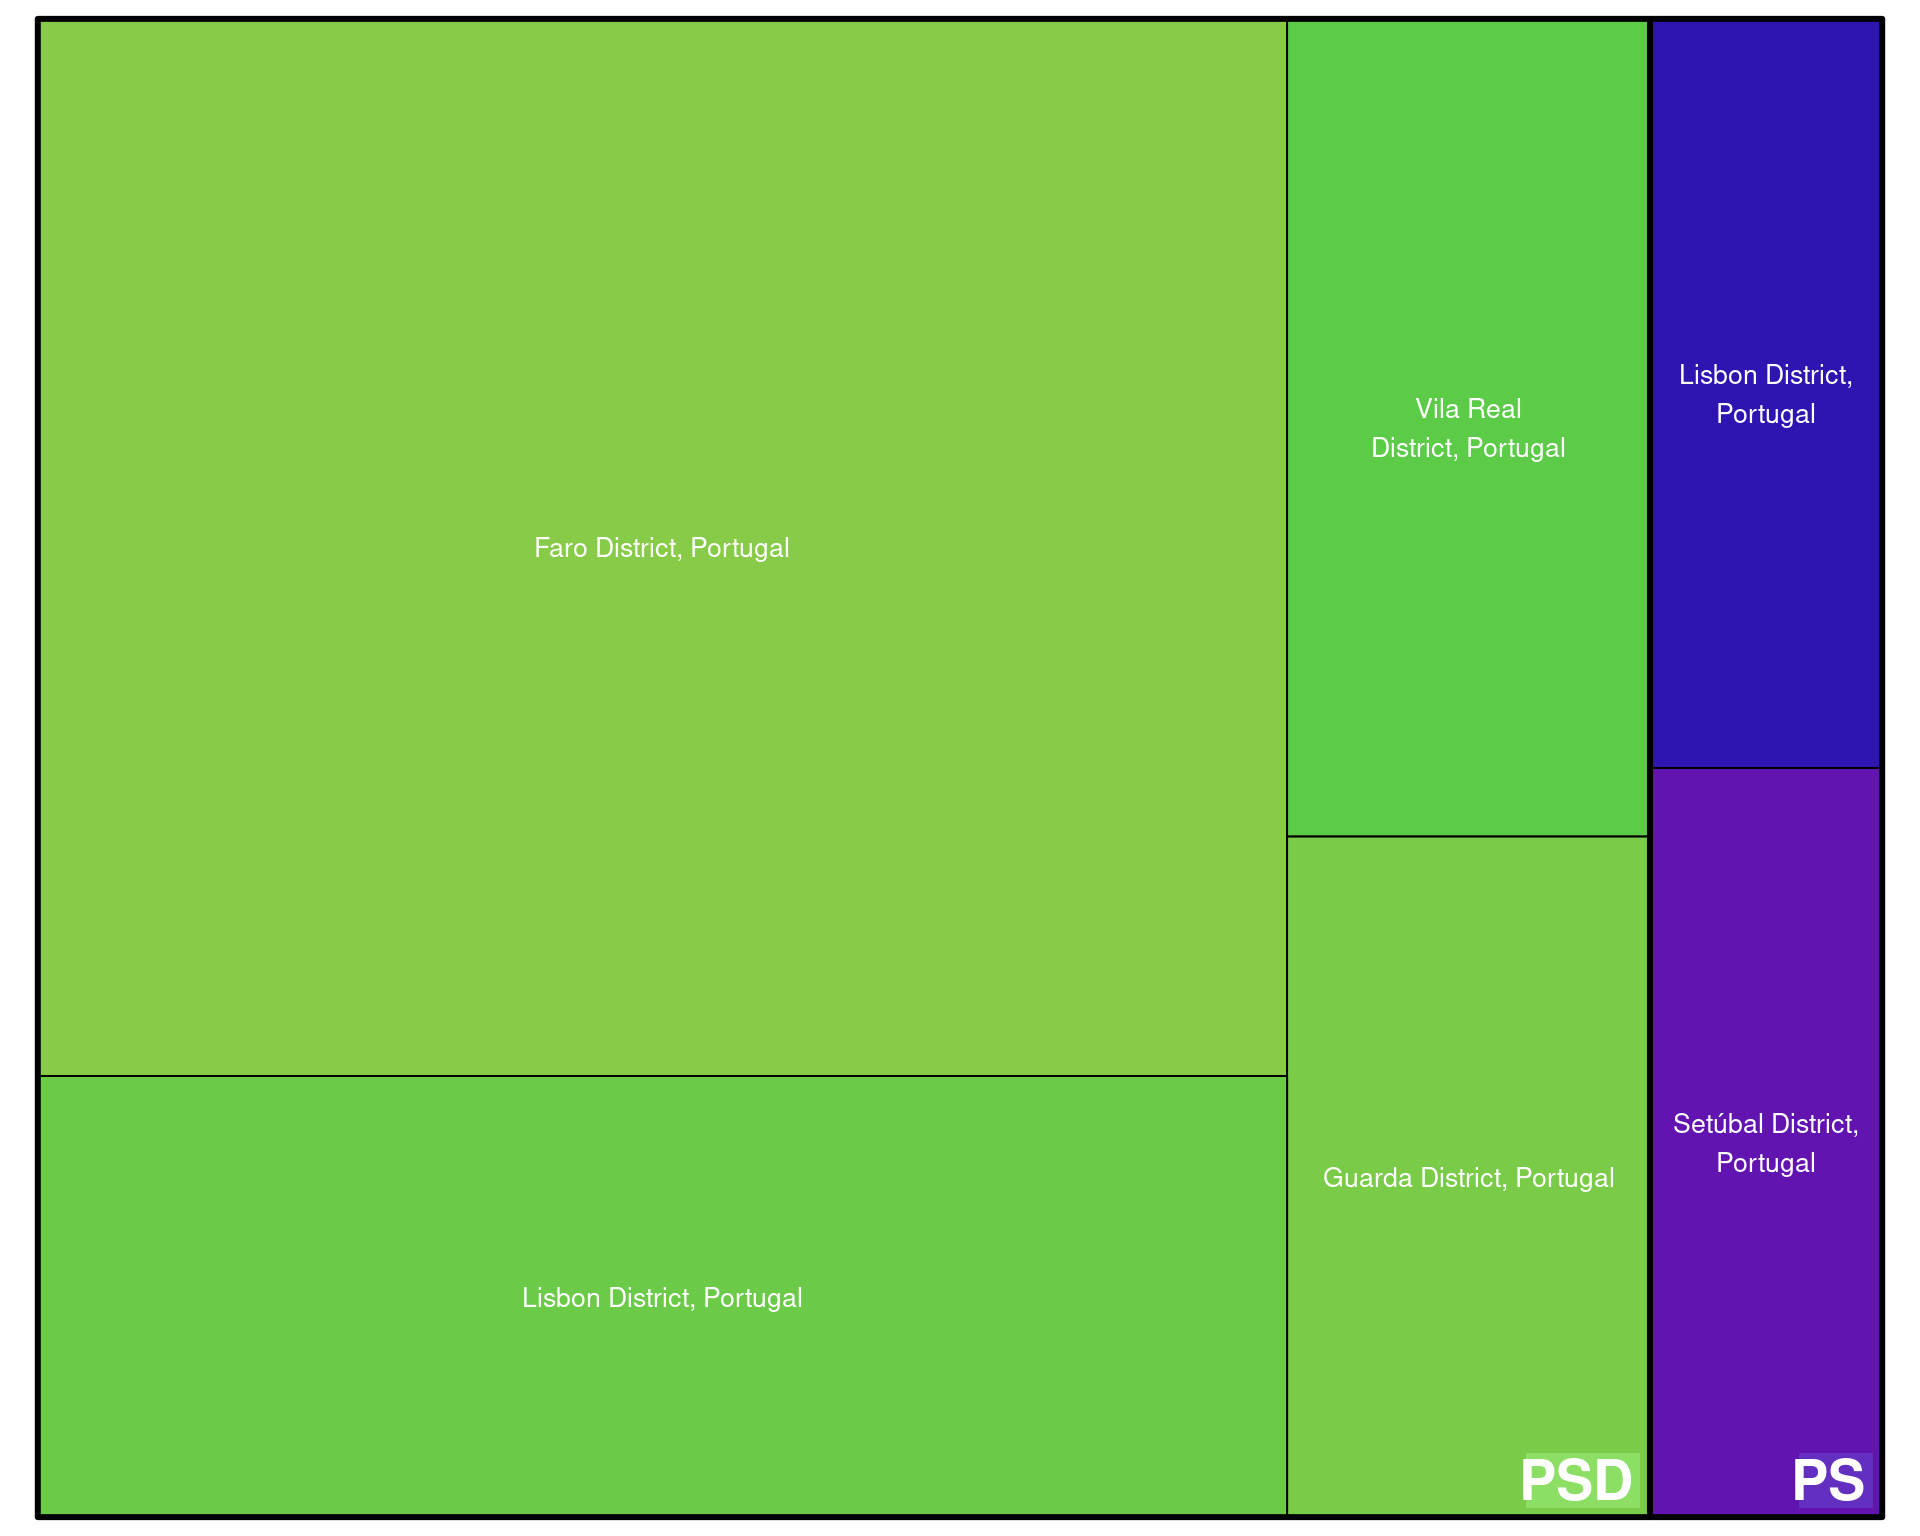 Faro District, Portugal
Lisbon District, Portugal
Vila Real
District, Portugal
Guarda District, Portugal
PSD
Lisbon District,
Portugal
Setúbal District,
Portugal
PS